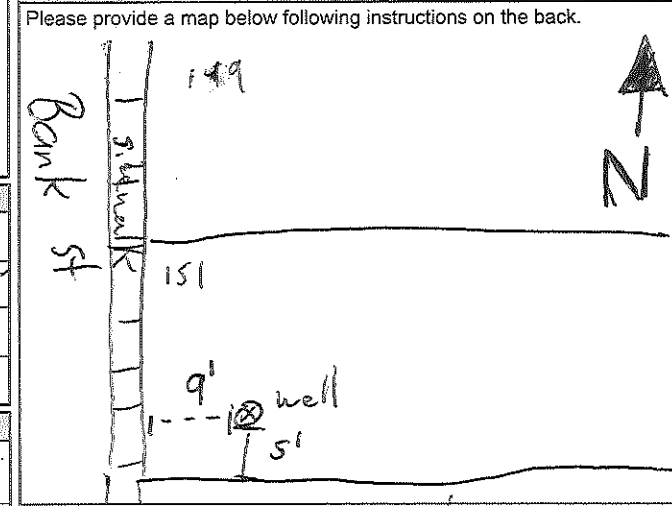 Please provide a map below following instructions on the back.
149
N
Bank St
sidewalk
151
9'
well
5'